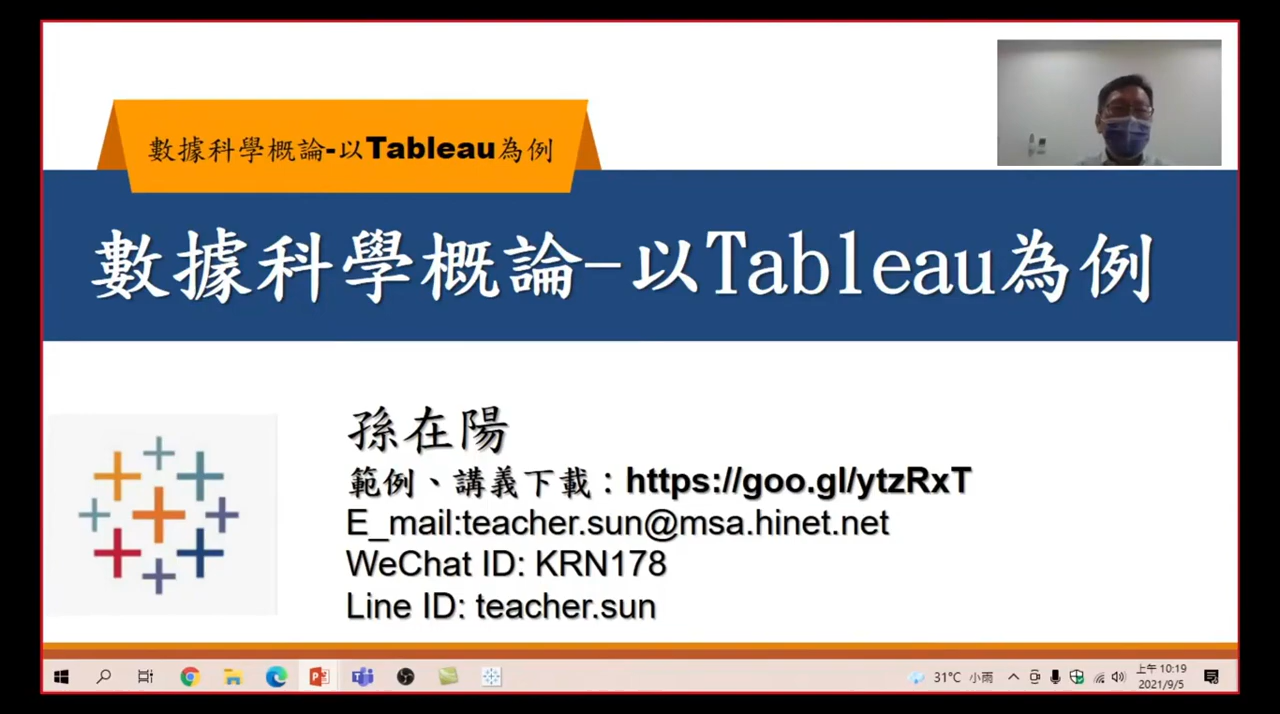 數據科學概論-以Tableau為例
數據科學概論-以Tableau為例
孫在陽
範例、講義下載：https://goo.gl/ytzRxT
E_mail:teacher.sun@msa.hinet.net
WeChat ID: KRN178
Line ID: teacher.sun
31°C 小雨
上午 10:19
2021/9/5